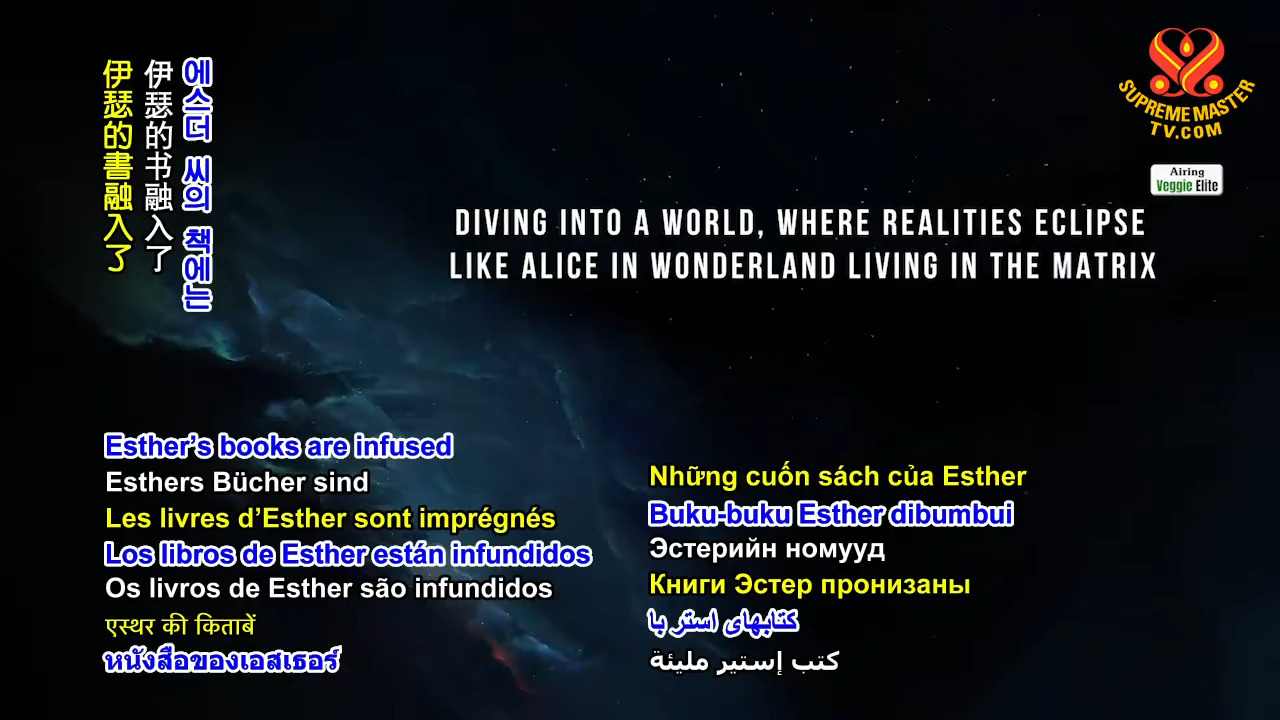 伊瑟的書融入了
伊瑟的书融入了
에스더 씨의 책에는
SUPREME MASTER
TV.COM
Airing
Veggie Elite
DIVING INTO A WORLD, WHERE REALITIES ECLIPSE
LIKE ALICE IN WONDERLAND LIVING IN THE MATRIX
Esther’s books are infused
Esthers Bücher sind
Les livres d’Esther sont imprégnés
Los libros de Esther están infundidos
Os livros de Esther são infundidos
एस्थर की किताबें
หนังสือของเอสเธอร์
Những cuốn sách của Esther
Buku-buku Esther dibumbui
Эстерийн номууд
Книги Эстер пронизаны
کتابهای استر با
كتب إستير مليئة